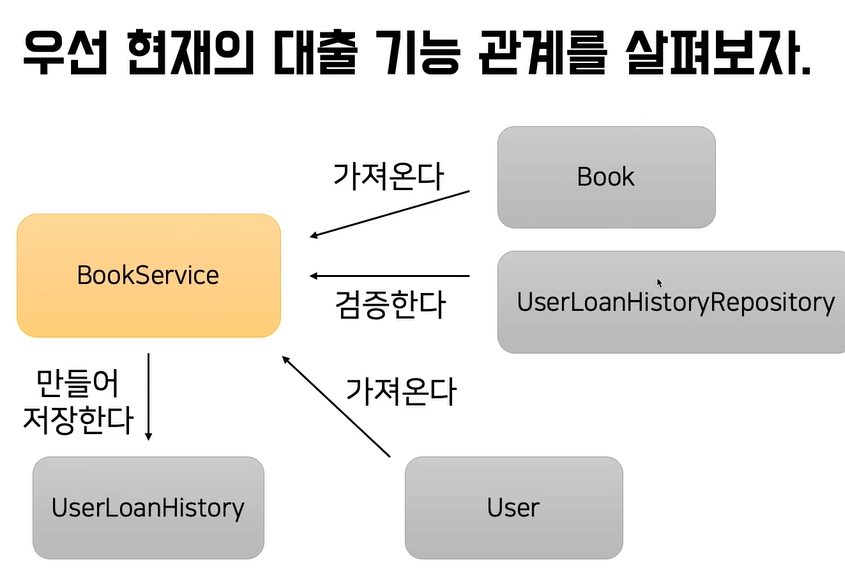 우선 현재의 대출 기능 관계를 살펴보자.
가져온다
Book
BookService
검증한다
UserLoanHistoryRepository
만들어
저장한다
가져온다
UserLoanHistory
User